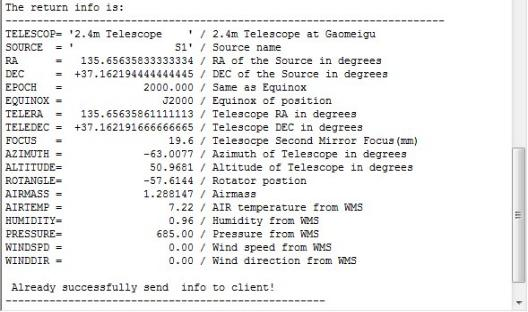 The return info is:
----------------------------------------------------------------------
TELESCOP= '2.4m Telescope    ' / 2.4m Telescope at Gaomeigu
SOURCE  = '                S1' / Source name
RA      =   135.65635833333334 / RA of the Source in degrees
DEC     =  +37.162194444444445 / DEC of the Source in degrees
EPOCH   =             2000.000 / Same as Equinox
EQUINOX =                J2000 / Equinox of position
TELERA  =   135.65635861111113 / Telescope RA in degrees
TELEDEC =  +37.162191666666665 / Telescope DEC in degrees
FOCUS   =                 19.6 / Telesocpe Second Mirror Focus(mm)
AZIMUTH =             -63.0077 / Azimuth of Telescope in degrees
ALTITUDE=              50.9681 / Altitude of Telescope in degrees
ROTANGLE=             -57.6144 / Rotator postion
AIRMASS =             1.288147 / Airmass
AIRTEMP =                 7.22 / AIR temperature from WMS
HUMIDITY=                 0.96 / Humidity from WMS
PRESSURE=               685.00 / Pressure from WMS
WINDSPD =                 0.00 / Wind speed from WMS
WINDDIR =                 0.00 / Wind direction from WMS
Already successfully send  info to client!
---------------------------------------------------